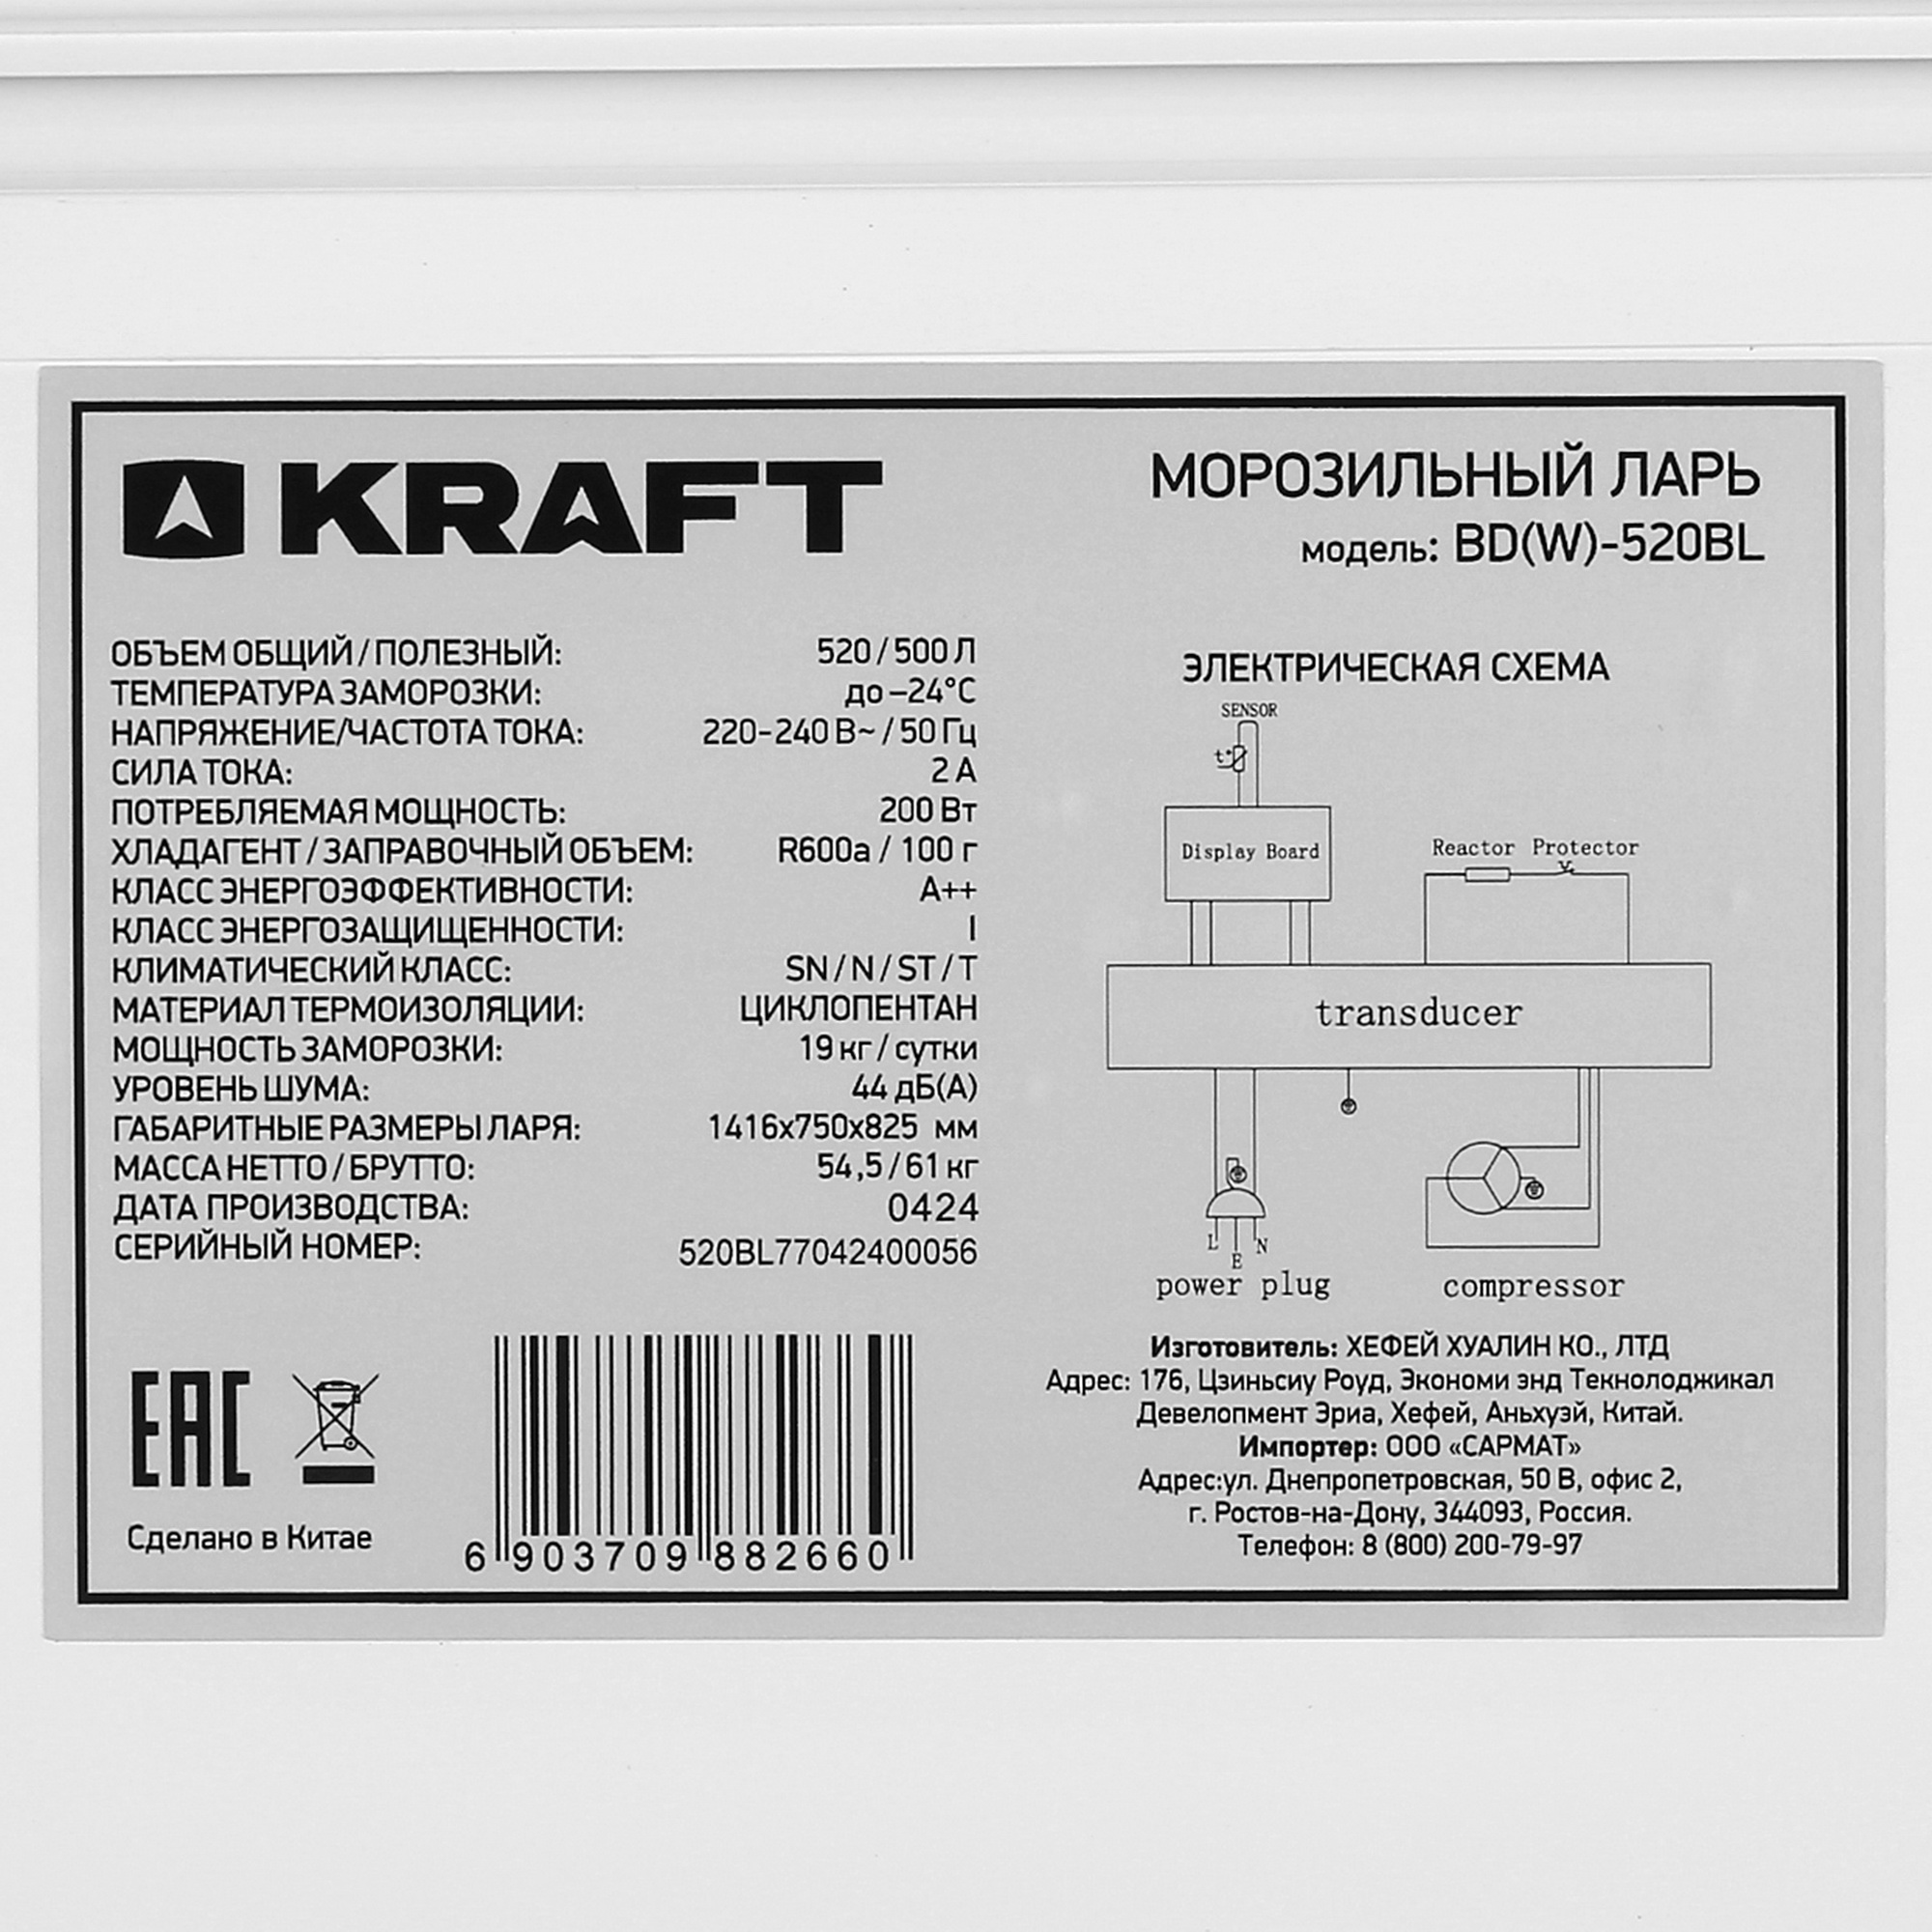 KRAFT
МОРОЗИЛЬНЫЙ ЛАРЬ
модель: BD(W)-520BL
ОБЪЕМ ОБЩИЙ / ПОЛЕЗНЫЙ: 520 / 500 Л
ТЕМПЕРАТУРА ЗАМОРОЗКИ: до –24°C
НАПРЯЖЕНИЕ/ЧАСТОТА ТОКА: 220-240 В~ / 50 Гц
СИЛА ТОКА: 2 А
ПОТРЕБЛЯЕМАЯ МОЩНОСТЬ: 200 Вт
ХЛАДАГЕНТ / ЗАПРАВОЧНЫЙ ОБЪЕМ: R600a / 100 г
КЛАСС ЭНЕРГОЭФФЕКТИВНОСТИ: A++
КЛАСС ЭНЕРГОЗАЩИЩЕННОСТИ: I
КЛИМАТИЧЕСКИЙ КЛАСС: SN / N / ST / T
МАТЕРИАЛ ТЕРМОИЗОЛЯЦИИ: ЦИКЛОПЕНТАН
МОЩНОСТЬ ЗАМОРОЗКИ: 19 кг / сутки
УРОВЕНЬ ШУМА: 44 дБ(А)
ГАБАРИТНЫЕ РАЗМЕРЫ ЛАРЯ: 1416x750x825 мм
МАССА НЕТТО / БРУТТО: 54,5 / 61 кг
ДАТА ПРОИЗВОДСТВА: 0424
СЕРИЙНЫЙ НОМЕР: 520BL77042400056
ЭЛЕКТРИЧЕСКАЯ СХЕМА
SENSOR
t°
Display Board
Reactor Protector
transducer
L E N
power plug
compressor
EAC
Сделано в Китае
6 903709 882660
Изготовитель: ХЕФЕЙ ХУАЛИН КО., ЛТД
Адрес: 176, Цзиньсиу Роуд, Экономи энд Текнолоджикал
Девелопмент Эриа, Хефей, Аньхуэй, Китай.
Импортер: ООО «САРМАТ»
Адрес:ул. Днепропетровская, 50 В, офис 2,
г. Ростов-на-Дону, 344093, Россия.
Телефон: 8 (800) 200-79-97